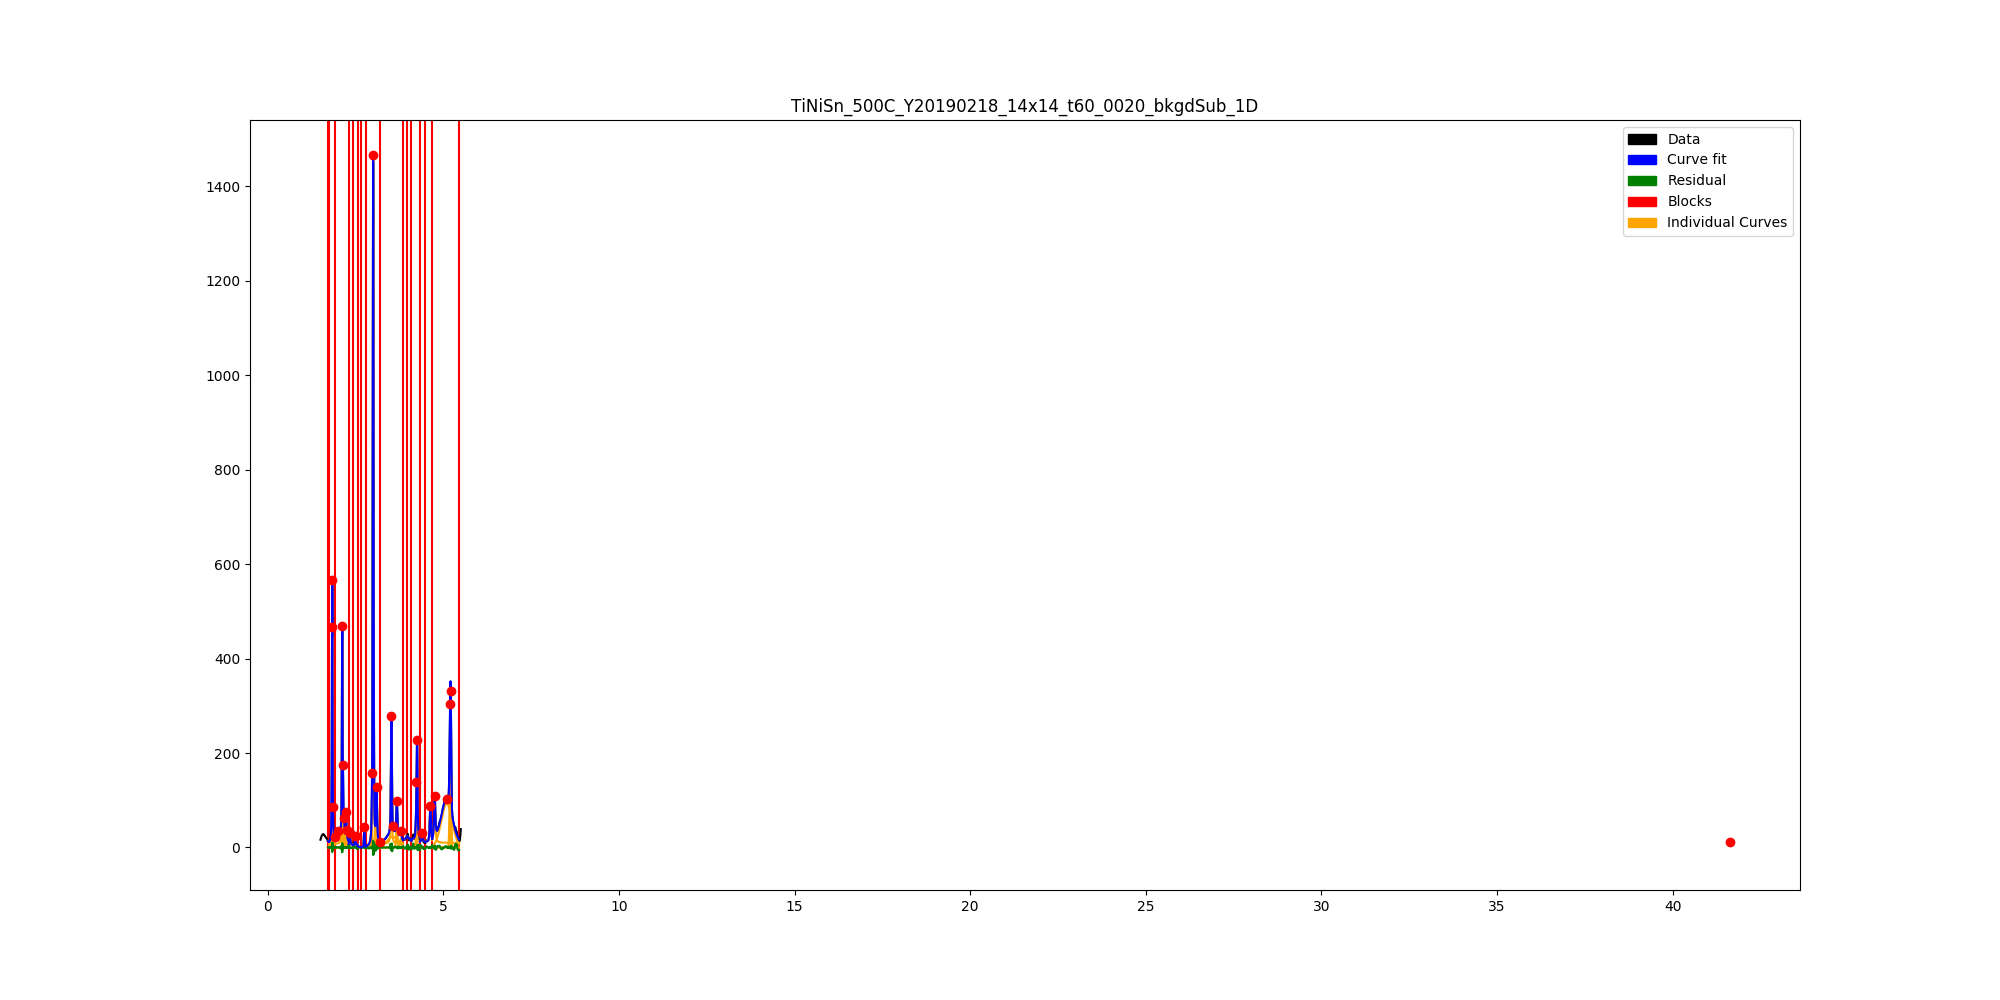 TiNiSn_500C_Y20190218_14x14_t60_0020_bkgdSub_1D
Data
Curve fit
Residual
Blocks
Individual Curves
1400
1200
1000
800
600
400
200
0
0 5 10 15 20 25 30 35 40